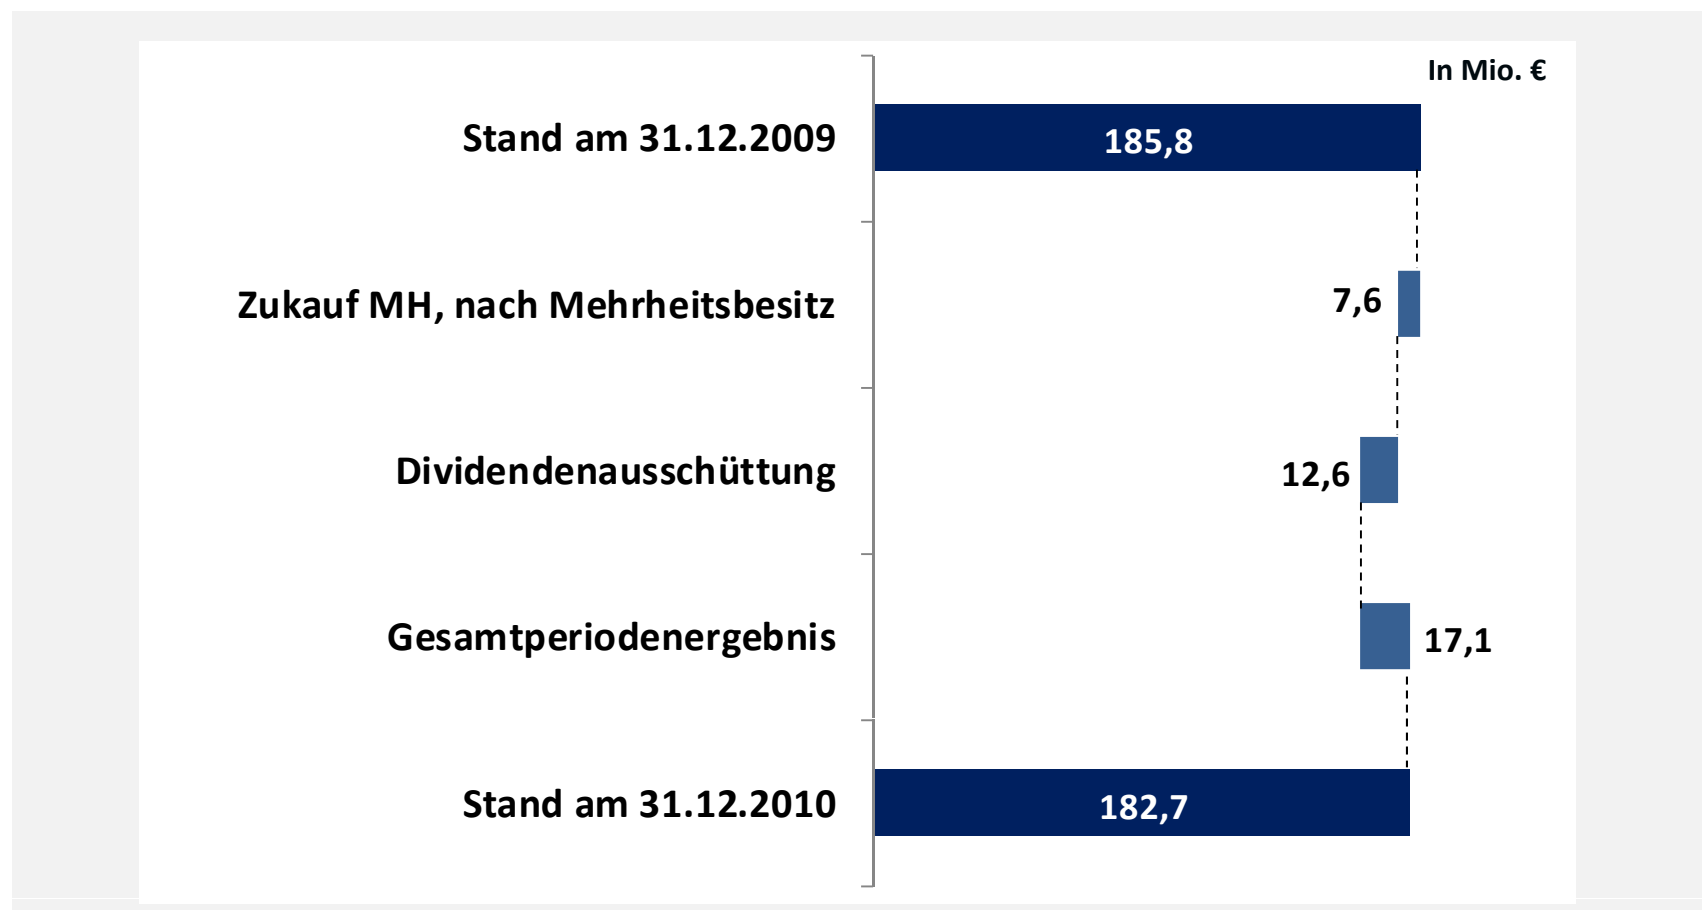 In Mio. €
Stand am 31.12.2009
185,8
Zukauf MH, nach Mehrheitsbesitz
7,6
Dividendenausschüttung
12,6
Gesamtperiodenergebnis
17,1
Stand am 31.12.2010
182,7